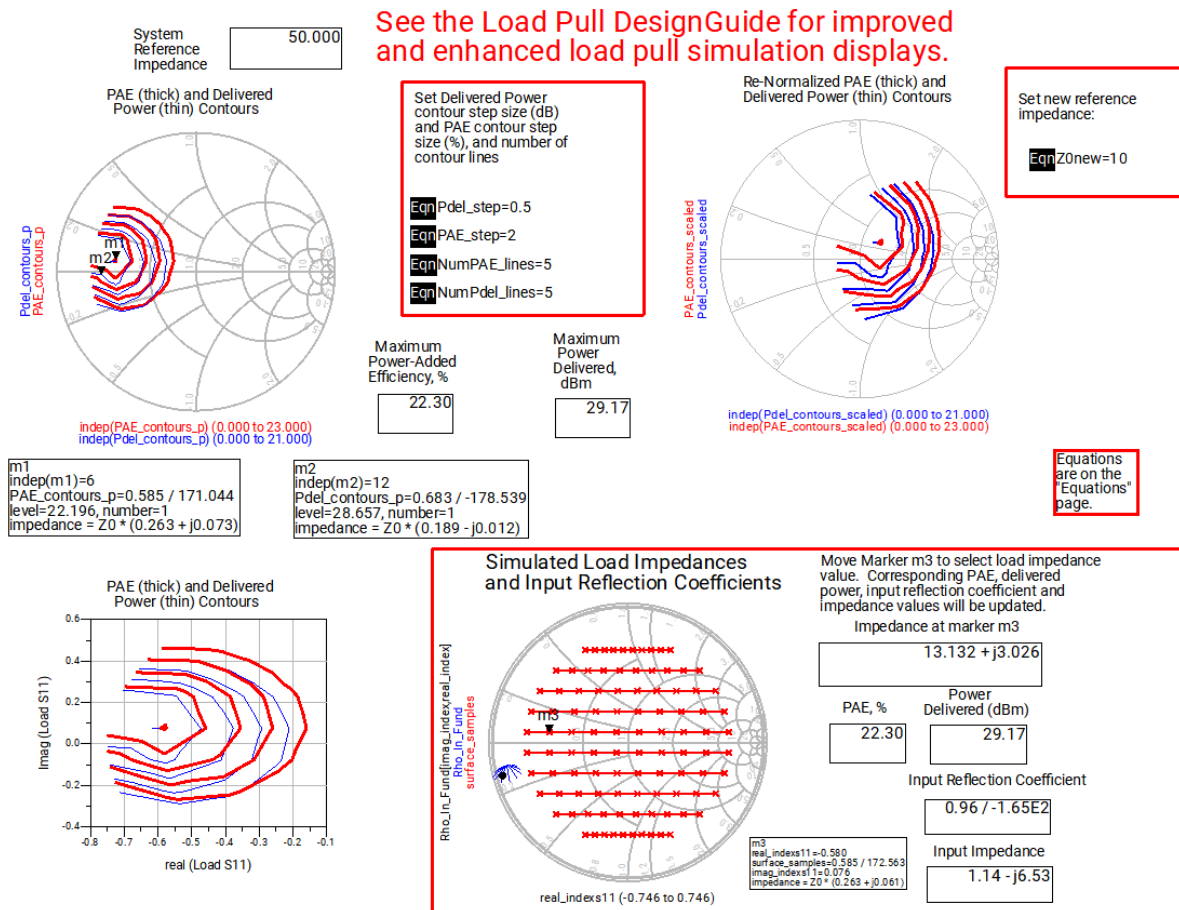 See the Load Pull DesignGuide for improved
and enhanced load pull simulation displays.
System
Reference
Impedance
50.000
PAE (thick) and Delivered
Power (thin) Contours
Pdel_contours_p
PAE_contours_p
m1
m2
indep(PAE_contours_p) (0.000 to 23.000)
indep(Pdel_contours_p) (0.000 to 21.000)
Set Delivered Power
contour step size (dB)
and PAE contour step
size (%), and number of
contour lines
Eqn Pdel_step=0.5
Eqn PAE_step=2
Eqn NumPAE_lines=5
Eqn NumPdel_lines=5
Re-Normalized PAE (thick) and
Delivered Power (thin) Contours
PAE_contours_scaled
Pdel_contours_scaled
indep(Pdel_contours_scaled) (0.000 to 21.000)
indep(PAE_contours_scaled) (0.000 to 23.000)
Set new reference
impedance:
Eqn Z0new=10
Maximum
Power-Added
Efficiency, %
22.30
Maximum
Power
Delivered,
dBm
29.17
m1
indep(m1)=6
PAE_contours_p=0.585 / 171.044
level=22.196, number=1
impedance = Z0 * (0.263 + j0.073)
m2
indep(m2)=12
Pdel_contours_p=0.683 / -178.539
level=28.657, number=1
impedance = Z0 * (0.189 - j0.012)
Equations
are on the
"Equations"
page.
PAE (thick) and Delivered
Power (thin) Contours
Imag (Load S11)
0.6
0.4
0.2
0.0
-0.2
-0.4
-0.8 -0.7 -0.6 -0.5 -0.4 -0.3 -0.2 -0.1
real (Load S11)
Simulated Load Impedances
and Input Reflection Coefficients
Rho_In_Fund[imag_index,real_index]
Rho_In_Fund
surface_samples
m3
real_indexs11 (-0.746 to 0.746)
Move Marker m3 to select load impedance
value. Corresponding PAE, delivered
power, input reflection coefficient and
impedance values will be updated.
Impedance at marker m3
13.132 + j3.026
PAE, %
22.30
Power
Delivered (dBm)
29.17
Input Reflection Coefficient
0.96 / -1.65E2
Input Impedance
1.14 - j6.53
m3
real_indexs11=-0.580
surface_samples=0.585 / 172.563
imag_indexs11=0.076
impedance = Z0 * (0.263 + j0.061)